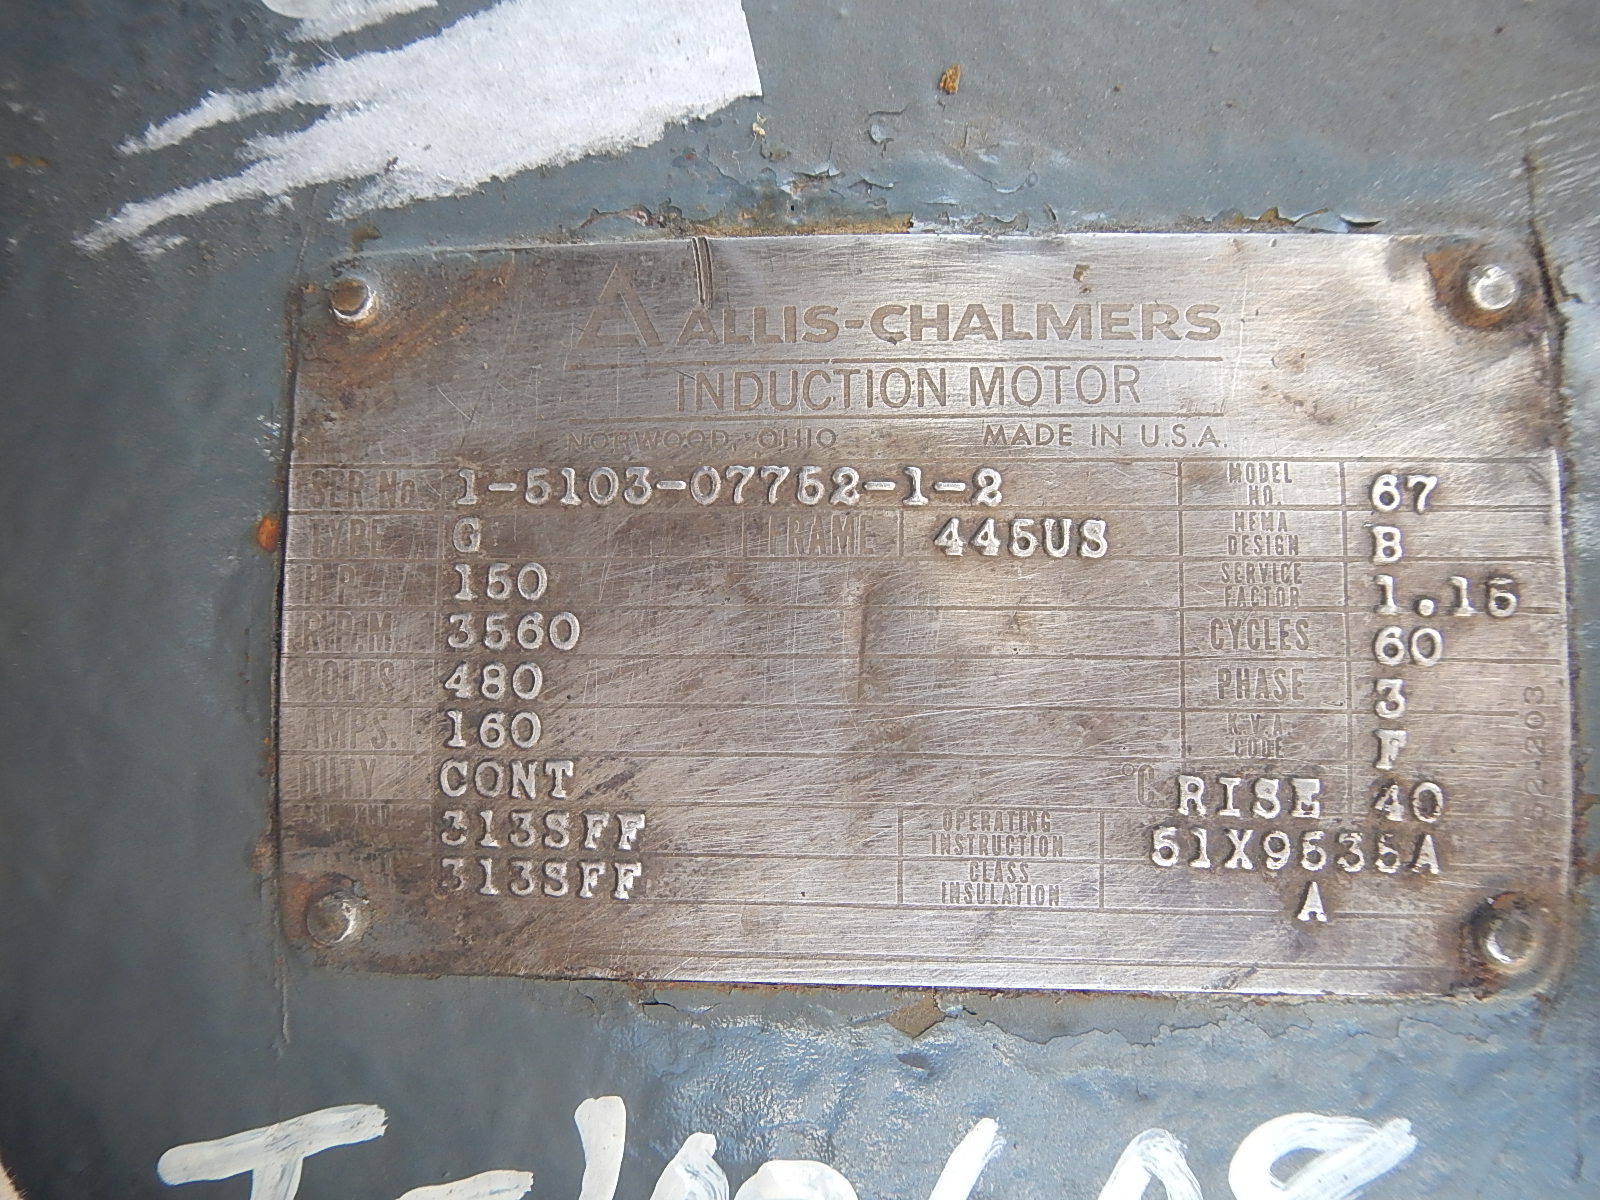 ALLIS-CHALMERS
INDUCTION MOTOR
NORWOOD, OHIO MADE IN U.S.A.
SER. No. 1-5103-07752-1-2 MODEL NO. 67
TYPE G FRAME 445US NEMA DESIGN B
H.P. 150 SERVICE FACTOR 1.15
R.P.M. 3560 CYCLES 60
VOLTS 480 PHASE 3
AMPS. 160 K.V.A. CODE F
DUTY CONT °C RISE 40
313SFF OPERATING INSTRUCTION 51X9535A
313SFF CLASS INSULATION A